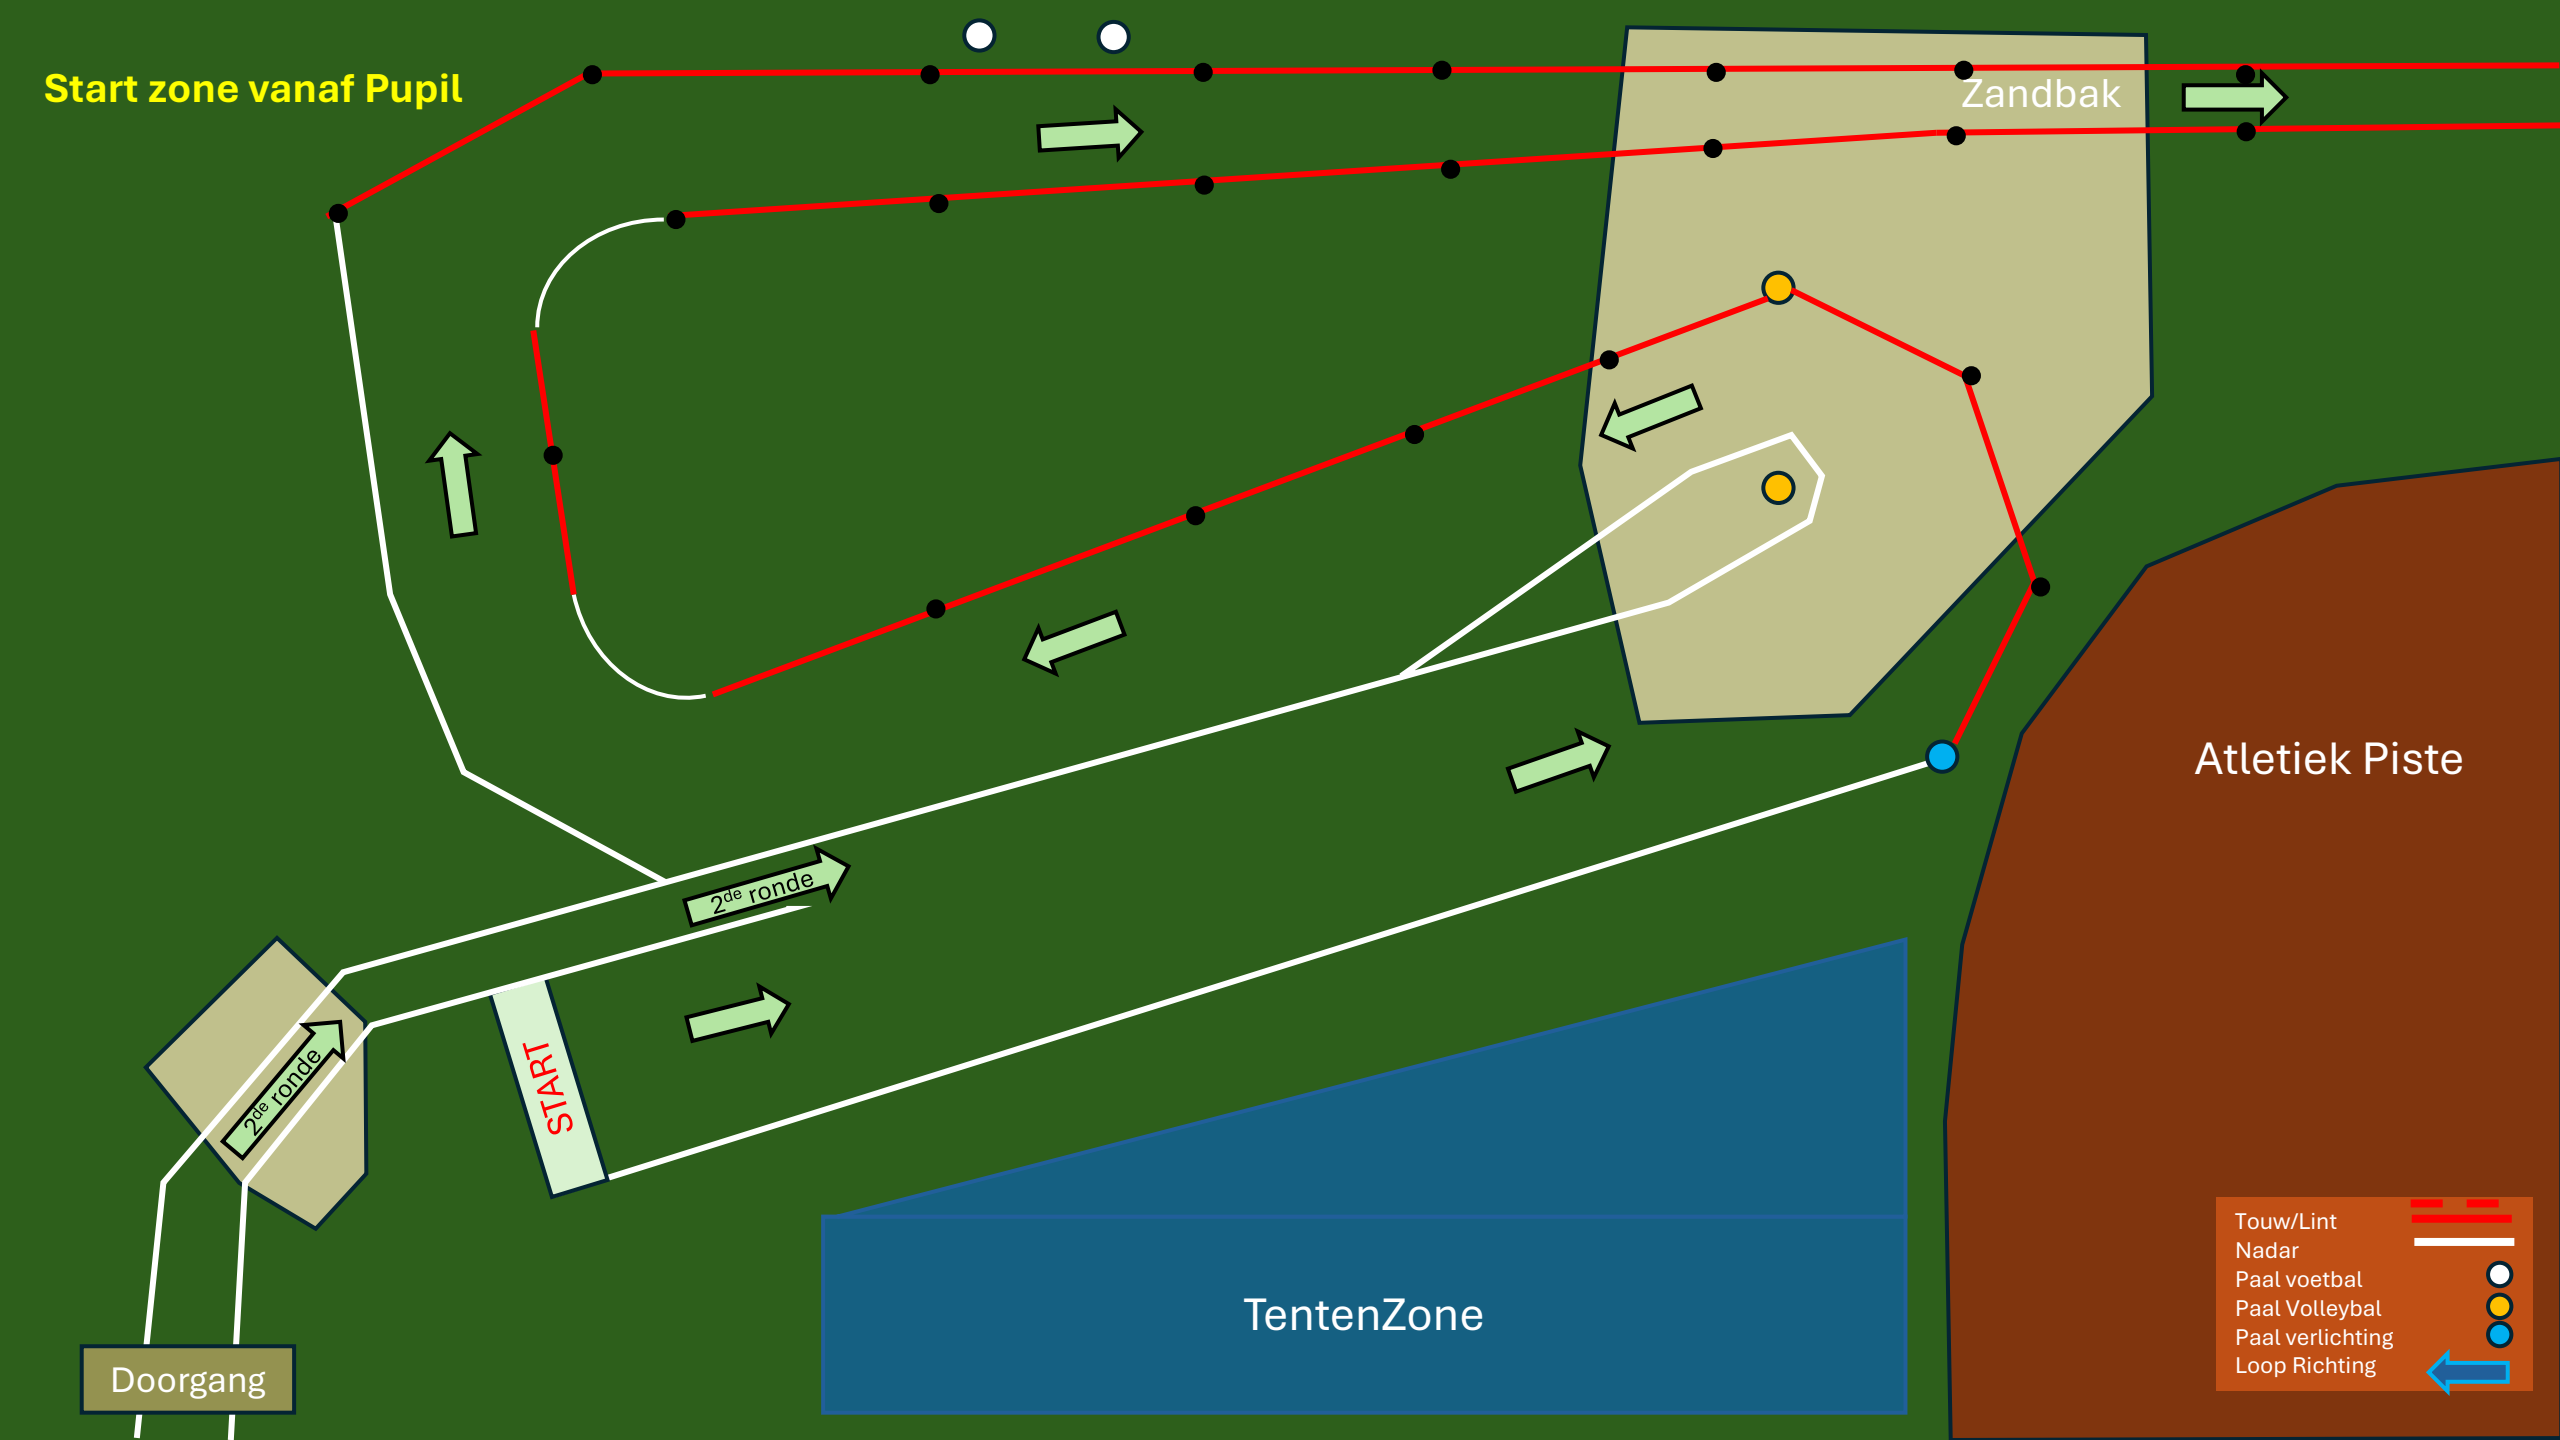 Start zone vanaf Pupil
Zandbak
Atletiek Piste
2de ronde
2de ronde
START
TentenZone
Doorgang
Touw/Lint
Nadar
Paal voetbal
Paal Volleybal
Paal verlichting
Loop Richting